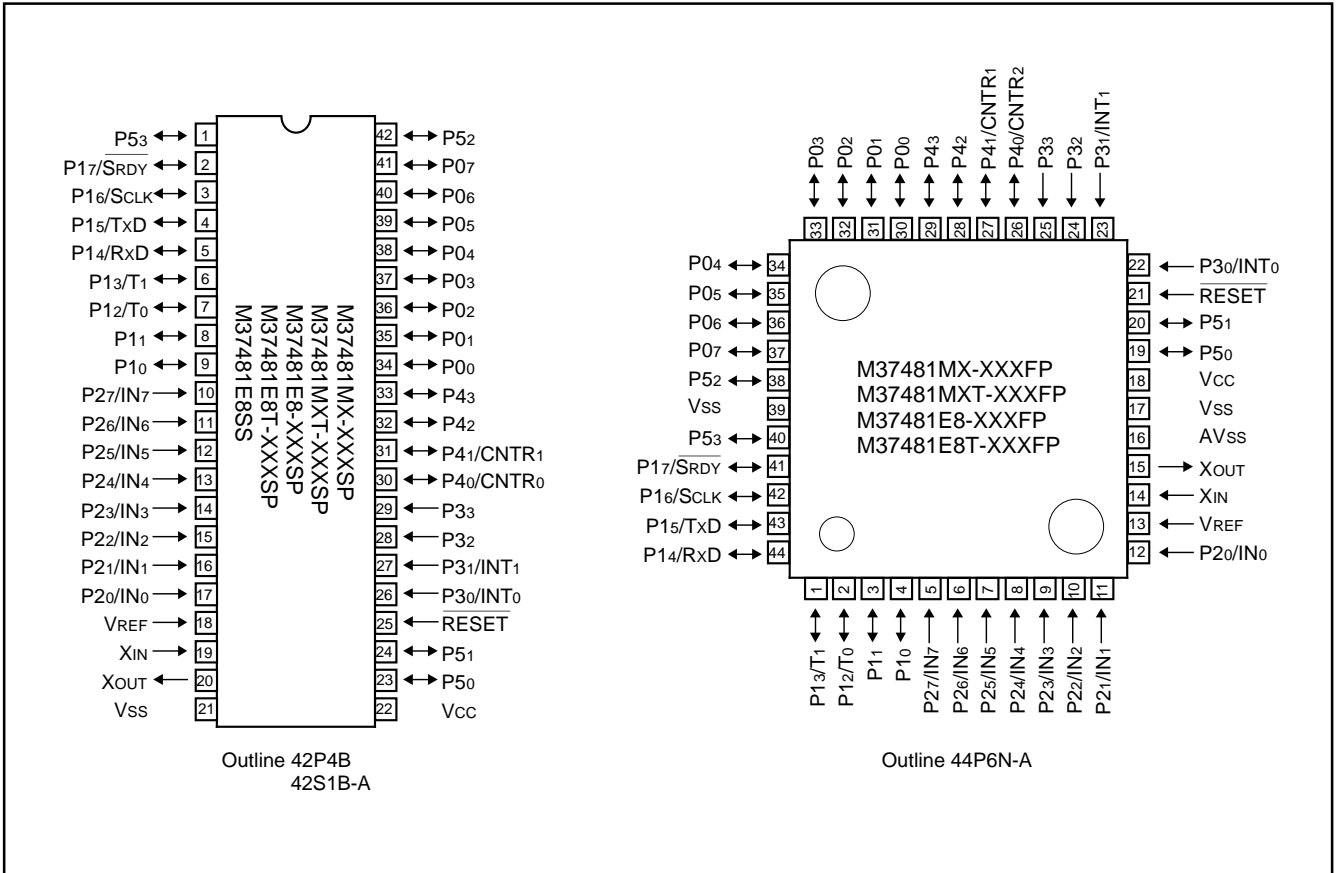 P53 1 42 P52
P17/SRDY 2 41 P07
P16/SCLK 3 40 P06
P15/TxD 4 39 P05
P14/RxD 5 38 P04
P13/T1 6 37 P03
P12/T0 7 36 P02
P11 8 35 P01
P10 9 34 P00
P27/IN7 10 33 P43
P26/IN6 11 32 P42
P25/IN5 12 31 P41/CNTR1
P24/IN4 13 30 P40/CNTR0
P23/IN3 14 29 P33
P22/IN2 15 28 P32
P21/IN1 16 27 P31/INT1
P20/IN0 17 26 P30/INT0
VREF 18 25 RESET
XIN 19 24 P51
XOUT 20 23 P50
VSS 21 22 VCC
M37481MX-XXXSP
M37481MXT-XXXSP
M37481E8-XXXSP
M37481E8T-XXXSP
M37481E8SS
Outline 42P4B
42S1B-A
P03 P02 P01 P00 P43 P42 P41/CNTR1 P40/CNTR2 P33 P32 P31/INT1
33 32 31 30 29 28 27 26 25 24 23
P04 34 22 P30/INT0
P05 35 21 RESET
P06 36 20 P51
P07 37 19 P50
P52 38 18 VCC
VSS 39 17 VSS
P53 40 16 AVSS
P17/SRDY 41 15 XOUT
P16/SCLK 42 14 XIN
P15/TxD 43 13 VREF
P14/RxD 44 12 P20/IN0
M37481MX-XXXFP
M37481MXT-XXXFP
M37481E8-XXXFP
M37481E8T-XXXFP
1 2 3 4 5 6 7 8 9 10 11
P13/T1 P12/T0 P11 P10 P27/IN7 P26/IN6 P25/IN5 P24/IN4 P23/IN3 P22/IN2 P21/IN1
Outline 44P6N-A